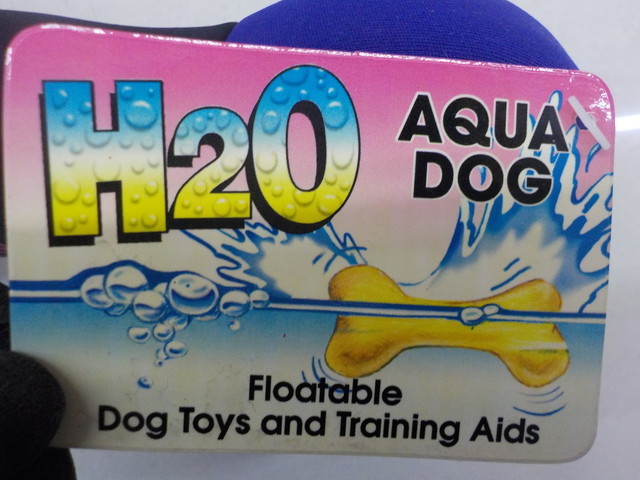 H2O
AQUA
DOG
Floatable
Dog Toys and Training Aids